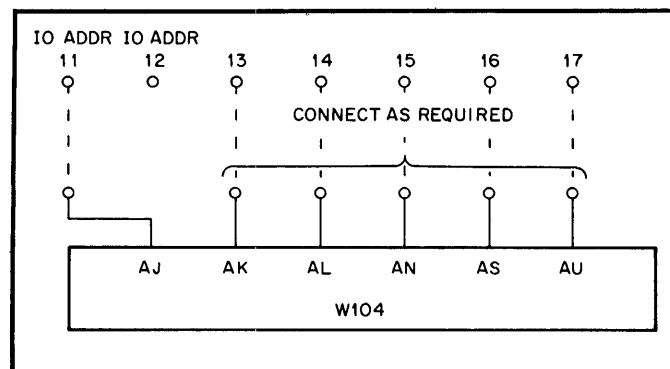 IO ADDR IO ADDR
11 12 13 14 15 16 17
CONNECT AS REQUIRED
AJ AK AL AN AS AU
W104